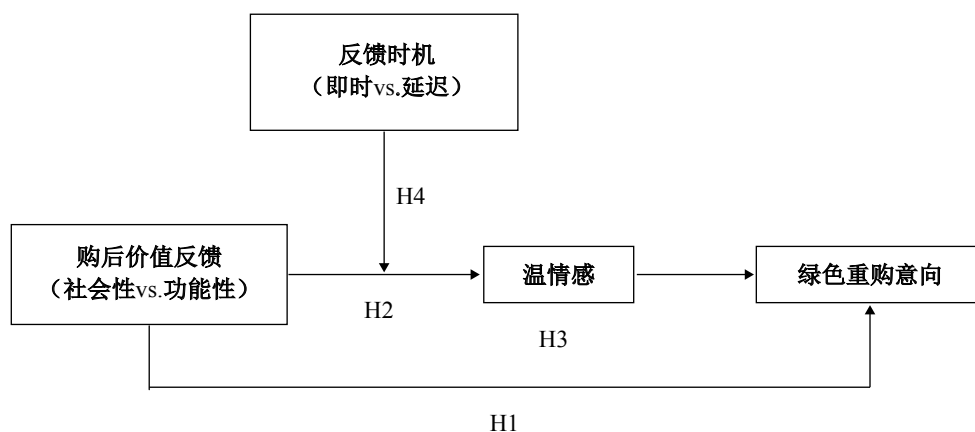 反馈时机
（即时vs.延迟）
H4
购后价值反馈
（社会性vs.功能性）
温情感
绿色重购意向
H2
H3
H1